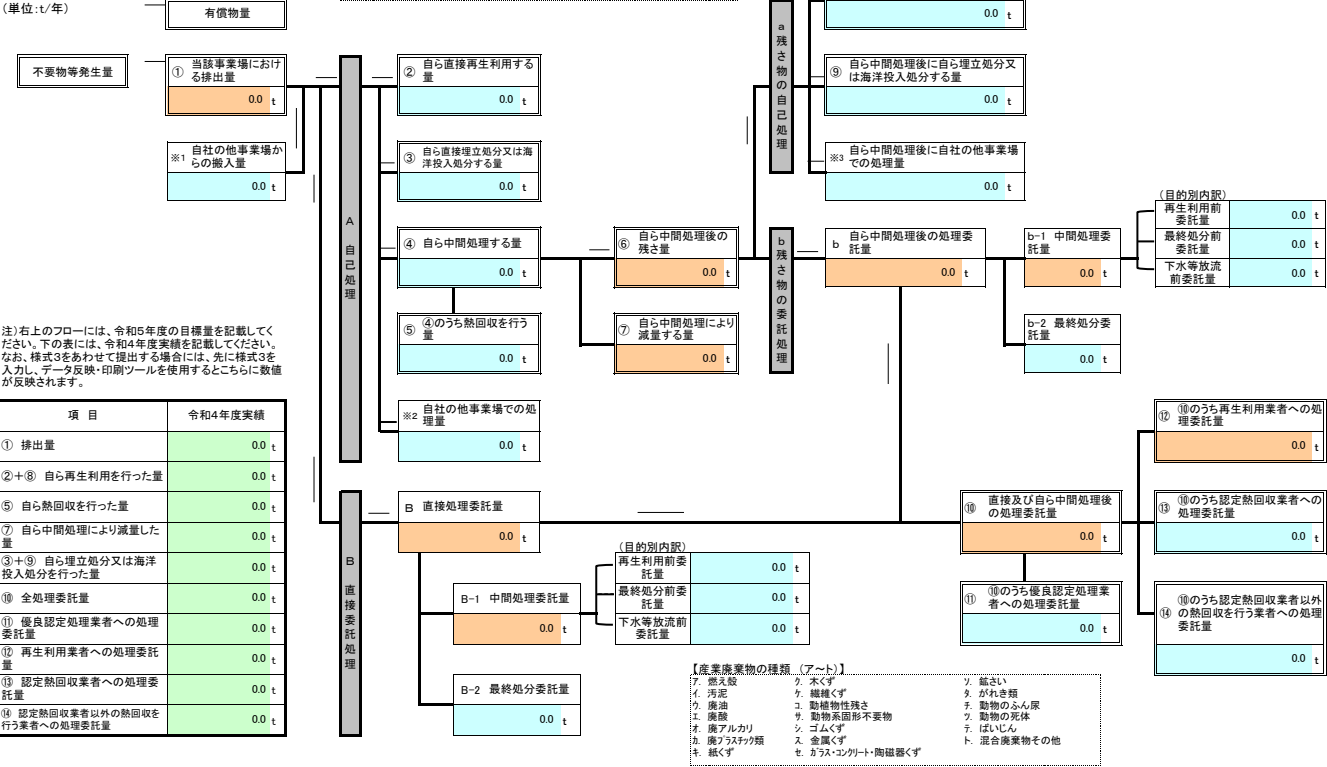 (単位:t/年)
有償物量
不要物等発生量
① 当該事業場におけ
る排出量
0.0 t
※1 自社の他事業場か
らの搬入量
0.0 t
A 自己処理
② 自ら直接再生利用する
量
0.0 t
③ 自ら直接埋立処分又は海
洋投入処分する量
0.0 t
④ 自ら中間処理する量
0.0 t
⑤ ④のうち熱回収を行う
量
0.0 t
※2 自社の他事業場での処
理量
0.0 t
⑥ 自ら中間処理後の
残さ量
0.0 t
⑦ 自ら中間処理により
減量する量
0.0 t
a 残さ物の自己処理
0.0 t
⑨ 自ら中間処理後に自ら埋立処分又
は海洋投入処分する量
0.0 t
※3 自ら中間処理後に自社の他事業場
での処理量
0.0 t
b 残さ物の委託処理
b 自ら中間処理後の処理委
託量
0.0 t
b-1 中間処理委
託量
0.0 t
(目的別内訳)
再生利用前
委託量
0.0 t
最終処分前
委託量
0.0 t
下水等放流
前委託量
0.0 t
b-2 最終処分委
託量
0.0 t
注)右上のフローには、令和5年度の目標量を記載してく
ださい。下の表には、令和4年度実績を記載してください。
なお、様式3をあわせて提出する場合には、先に様式3を
入力し、データ反映・印刷ツールを使用するとこちらに数値
が反映されます。
項 目 令和4年度実績
① 排出量 0.0 t
②+⑧ 自ら再生利用を行った量 0.0 t
⑤ 自ら熱回収を行った量 0.0 t
⑦ 自ら中間処理により減量した
量 0.0 t
③+⑨ 自ら埋立処分又は海洋
投入処分を行った量 0.0 t
⑩ 全処理委託量 0.0 t
⑪ 優良認定処理業者への処理
委託量 0.0 t
⑫ 再生利用業者への処理委託
量 0.0 t
⑬ 認定熱回収業者への処理委
託量 0.0 t
⑭ 認定熱回収業者以外の熱回収を
行う業者への処理委託量 0.0 t
B 直接委託処理
B 直接処理委託量
0.0 t
B-1 中間処理委託量
0.0 t
(目的別内訳)
再生利用前委
託量
0.0 t
最終処分前委
託量
0.0 t
下水等放流前
委託量
0.0 t
B-2 最終処分委託量
0.0 t
⑩ 直接及び自ら中間処理後
の処理委託量
0.0 t
⑪ ⑩のうち優良認定処理業
者への処理委託量
0.0 t
⑫ ⑩のうち再生利用業者への処
理委託量
0.0 t
⑬ ⑩のうち認定熱回収業者への
処理委託量
0.0 t
⑭ ⑩のうち認定熱回収業者以外
の熱回収を行う業者への処理
委託量
0.0 t
【産業廃棄物の種類 (ア~ト)】
ア. 燃え殻
イ. 汚泥
ウ. 廃油
エ. 廃酸
オ. 廃アルカリ
カ. 廃プラスチック類
キ. 紙くず
ク. 木くず
ケ. 繊維くず
コ. 動植物性残さ
サ. 動物系固形不要物
シ. ゴムくず
ス. 金属くず
セ. ガラス・コンクリート・陶磁器くず
ソ. 鉱さい
タ. がれき類
チ. 動物のふん尿
ツ. 動物の死体
テ. ばいじん
ト. 混合廃棄物その他